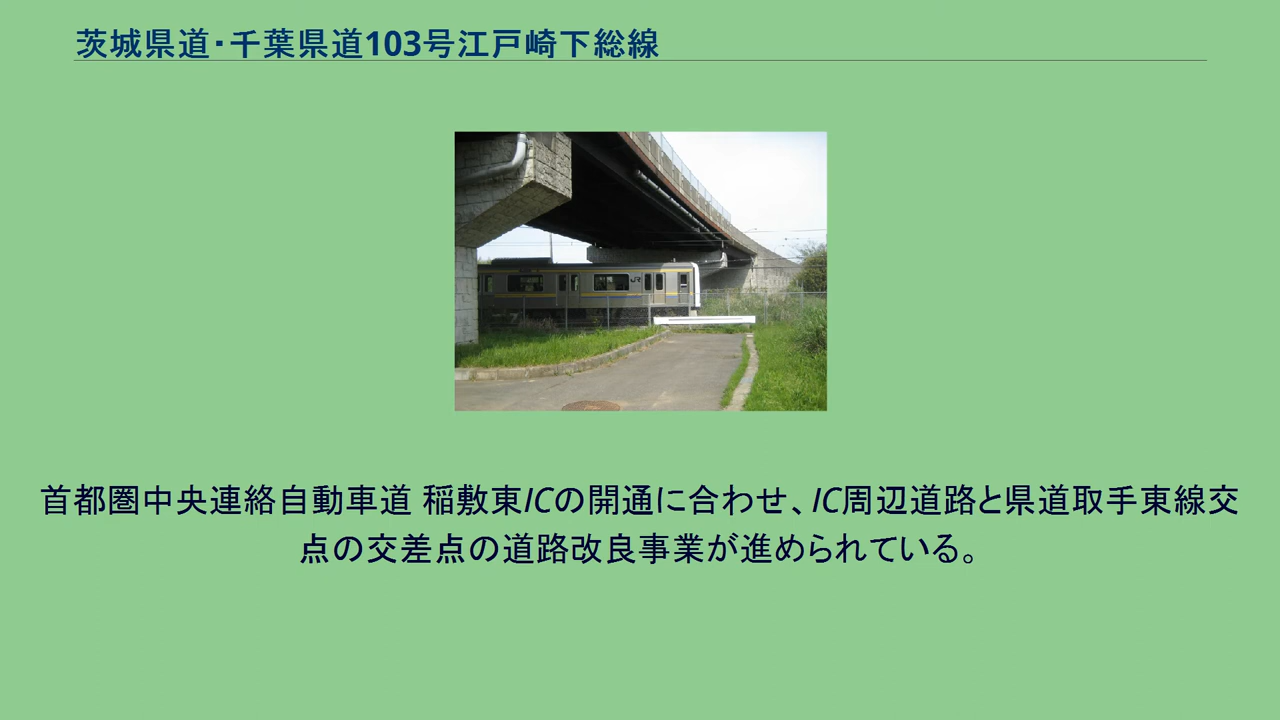 茨城県道・千葉県道103号江戸崎下総線
JR
首都圏中央連絡自動車道 稲敷東ICの開通に合わせ、IC周辺道路と県道取手東線交
点の交差点の道路改良事業が進められている。